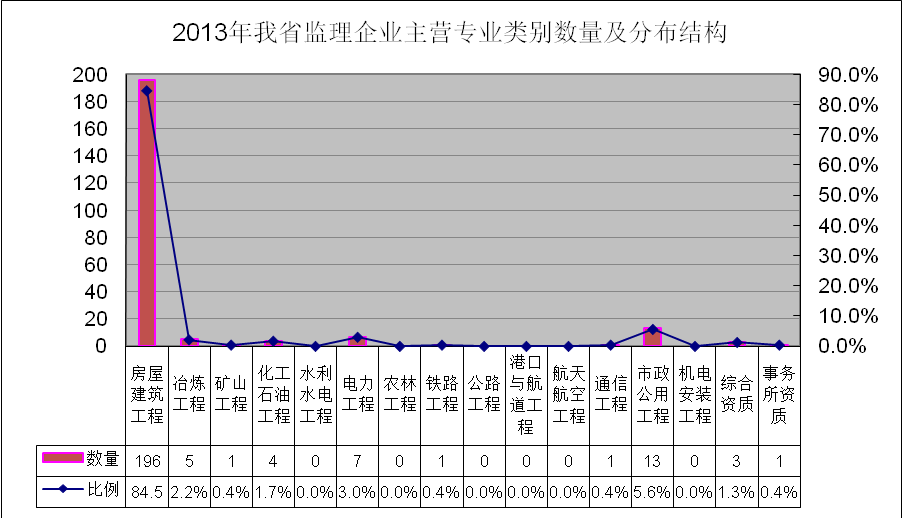 2013年我省监理企业主营专业类别数量及分布结构
200
180
160
140
120
100
80
60
40
20
0
90.0%
80.0%
70.0%
60.0%
50.0%
40.0%
30.0%
20.0%
10.0%
0.0%
房屋
建筑
工程
冶炼
工程
矿山
工程
化工
石油
工程
水利
水电
工程
电力
工程
农林
工程
铁路
工程
公路
工程
港口
与航
道工
程
航天
航空
工程
通信
工程
市政
公用
工程
机电
安装
工程
综合
资质
事务
所资
质
数量 196 5 1 4 0 7 0 1 0 0 0 1 13 0 3 1
比例 84.5 2.2% 0.4% 1.7% 0.0% 3.0% 0.0% 0.4% 0.0% 0.0% 0.0% 0.4% 5.6% 0.0% 1.3% 0.4%